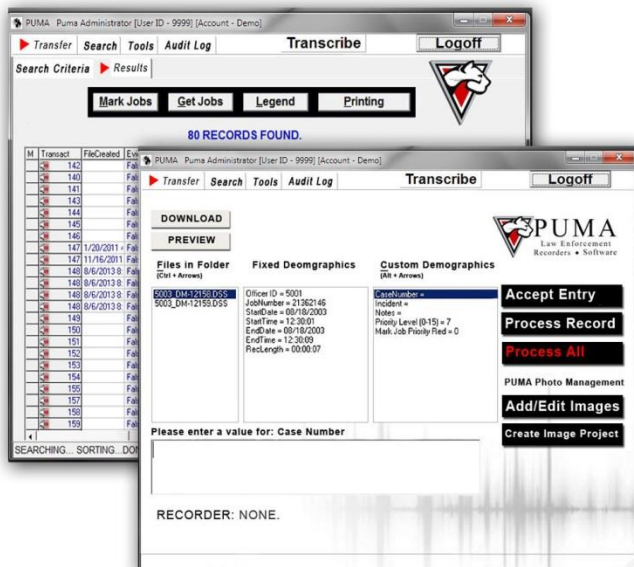 PUMA Puma Administrator [User ID - 9999] [Account - Demo]
Transfer Search Tools Audit Log Transcribe Logoff
Search Criteria Results
Mark Jobs Get Jobs Legend Printing
80 RECORDS FOUND.
M Transact FileCreated
142
140
141
143
144
145
146
147 1/20/2011
147 11/16/2011
148 8/6/2013 8:
148 8/6/2013 8:
148 8/6/2013 8:
148 8/6/2013 8:
149
150
151
152
153
154
155
157
158
159
SEARCHING... SORTING...
PUMA Puma Administrator [User ID - 9999] [Account - Demo]
Transfer Search Tools Audit Log Transcribe Logoff
DOWNLOAD
PREVIEW
PUMA
Law Enforcement
Recorders • Software
Files in Folder Fixed Deomgraphics Custom Demographics
(Ctrl + Arrows) (Alt + Arrows)
5003_DM-12158.DSS
5003_DM-12159.DSS
Officer ID = 5001
JobNumber = 21362146
StartDate = 08/18/2003
StartTime = 12:30:01
EndDate = 08/18/2003
EndTime = 12:30:09
RecLength = 00:00:07
CaseNumber =
Incident =
Notes =
Priority Level (0-15) = 7
Mark Job Priority Red = 0
Accept Entry
Process Record
Process All
PUMA Photo Management
Add/Edit Images
Create Image Project
Please enter a value for: Case Number
RECORDER: NONE.